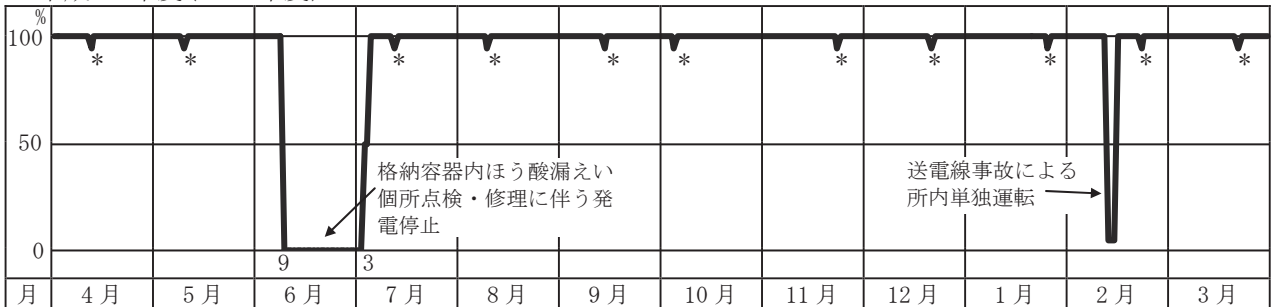 %
100
* * * * * * * * * * *
50
格納容器内ほう酸漏えい
個所点検・修理に伴う発
電停止
送電線事故による
所内単独運転
0
9 3
月 4月 5月 6月 7月 8月 9月 10月 11月 12月 1月 2月 3月